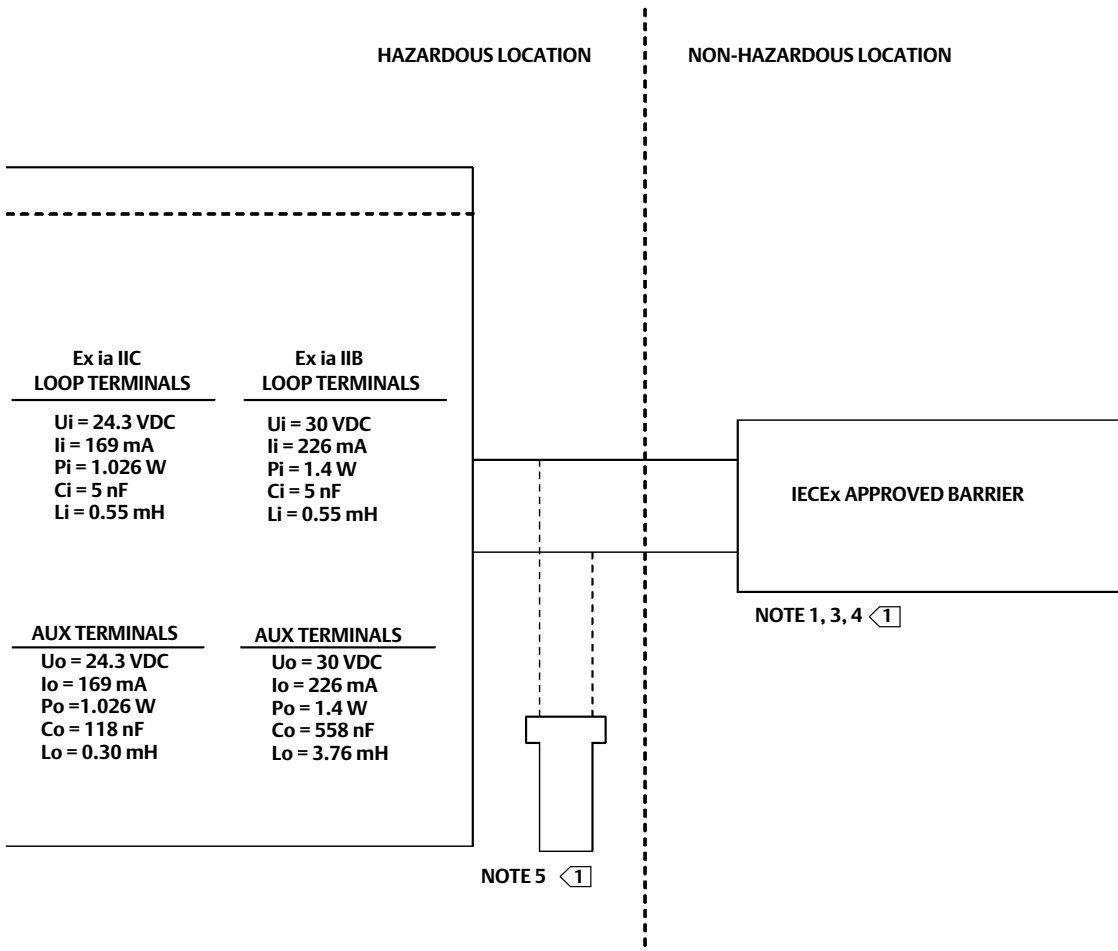 HAZARDOUS LOCATION
NON-HAZARDOUS LOCATION
Ex ia IIC
LOOP TERMINALS
Ui = 24.3 VDC
Ii = 169 mA
Pi = 1.026 W
Ci = 5 nF
Li = 0.55 mH
Ex ia IIB
LOOP TERMINALS
Ui = 30 VDC
Ii = 226 mA
Pi = 1.4 W
Ci = 5 nF
Li = 0.55 mH
IECEx APPROVED BARRIER
NOTE 1, 3, 4 1
AUX TERMINALS
Uo = 24.3 VDC
Io = 169 mA
Po =1.026 W
Co = 118 nF
Lo = 0.30 mH
AUX TERMINALS
Uo = 30 VDC
Io = 226 mA
Po = 1.4 W
Co = 558 nF
Lo = 3.76 mH
NOTE 5 1